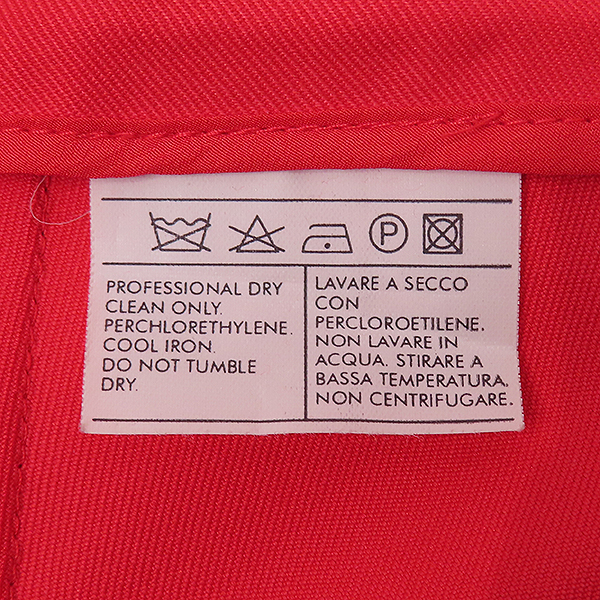 P
PROFESSIONAL DRY
CLEAN ONLY.
PERCHLORETHYLENE.
COOL IRON.
DO NOT TUMBLE
DRY.
LAVARE A SECCO
CON
PERCLOROETILENE.
NON LAVARE IN
ACQUA. STIRARE A
BASSA TEMPERATURA.
NON CENTRIFUGARE.